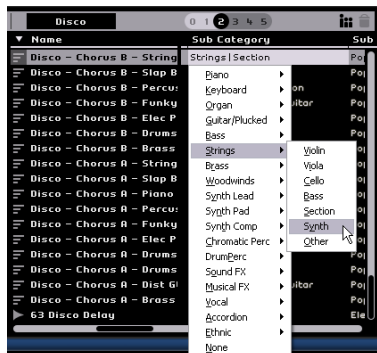 Disco 0 1 2 3 4 5
▼ Name Sub Category Sub
Disco - Chorus B - String Strings|Section Po
Disco - Chorus B - Slap B Piano Po
Disco - Chorus B - Percus Keyboard on Po
Disco - Chorus B - Funky Organ uitar Po
Disco - Chorus B - Elec P Guitar/Plucked Po
Disco - Chorus B - Drums Bass Po
Disco - Chorus B - Brass Strings Violin Po
Disco - Chorus A - String Brass Viola Po
Disco - Chorus A - Slap B Woodwinds Cello Po
Disco - Chorus A - Piano Synth Lead Bass Po
Disco - Chorus A - Percus Synth Pad Section Po
Disco - Chorus A - Funky Synth Comp Synth Po
Disco - Chorus A - Elec P Chromatic Perc Other Po
Disco - Chorus A - Drums DrumPerc Po
Disco - Chorus A - Drums Sound FX Po
Disco - Chorus A - Dist G Musical FX uitar Po
Disco - Chorus A - Brass Vocal Po
63 Disco Delay Accordion Ele
Ethnic
None